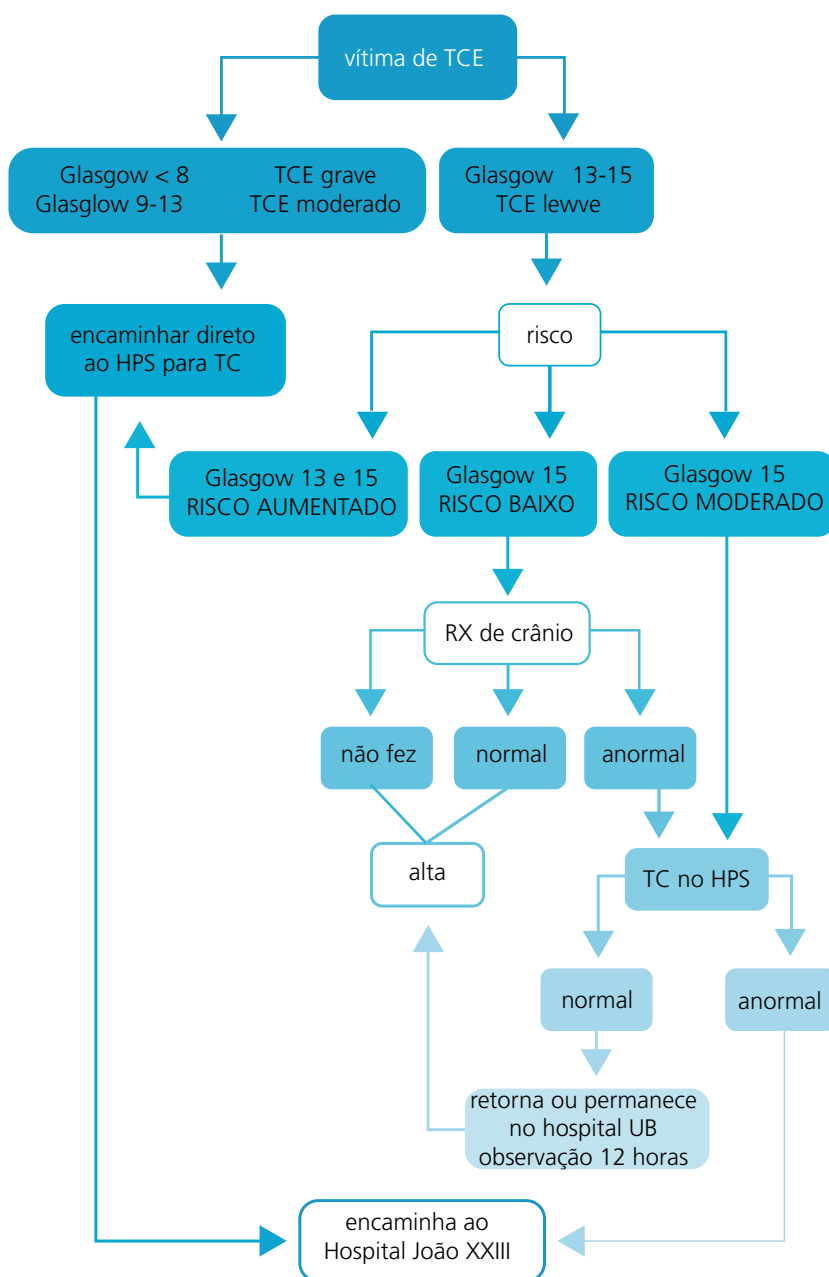 vítima de TCE
Glasgow < 8 TCE grave
Glasglow 9-13 TCE moderado
Glasgow 13-15
TCE lewve
encaminhar direto
ao HPS para TC
risco
Glasgow 13 e 15
RISCO AUMENTADO
Glasgow 15
RISCO BAIXO
Glasgow 15
RISCO MODERADO
RX de crânio
não fez
normal
anormal
alta
TC no HPS
normal
anormal
retorna ou permanece
no hospital UB
observação 12 horas
encaminha ao
Hospital João XXIII